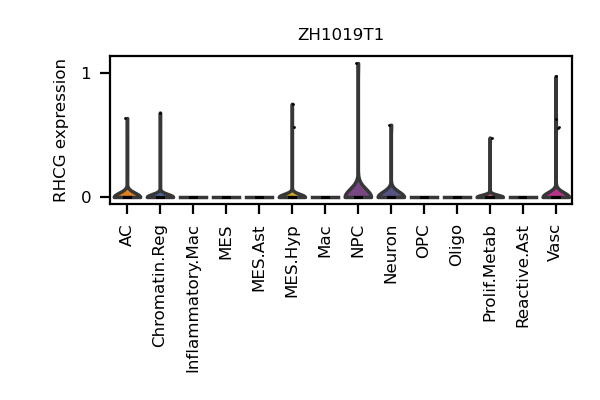 ZH1019T1
RHCG expression
1
0
AC
Chromatin.Reg
Inflammatory.Mac
MES
MES.Ast
MES.Hyp
Mac
NPC
Neuron
OPC
Oligo
Prolif.Metab
Reactive.Ast
Vasc